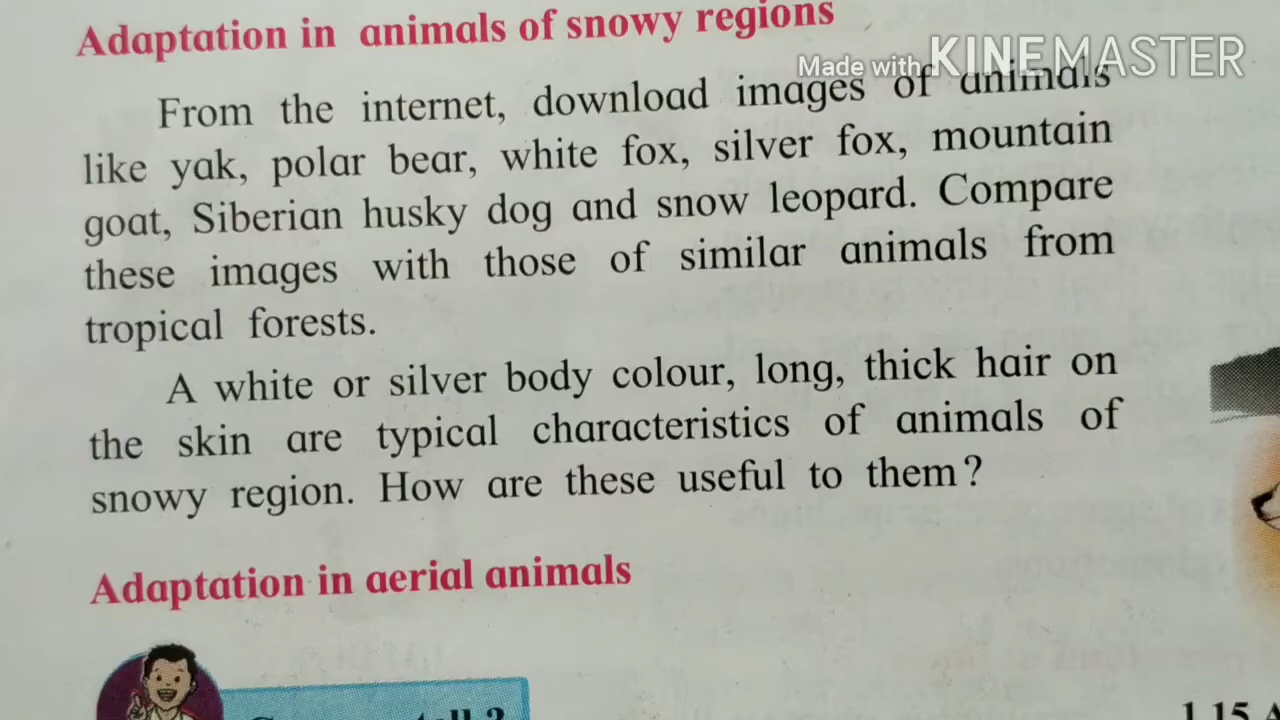 Adaptation in animals of snowy regions
Made with KINEMASTER
From the internet, download images of animals
like yak, polar bear, white fox, silver fox, mountain
goat, Siberian husky dog and snow leopard. Compare
these images with those of similar animals from
tropical forests.
A white or silver body colour, long, thick hair on
the skin are typical characteristics of animals of
snowy region. How are these useful to them?
Adaptation in aerial animals
1.15 A